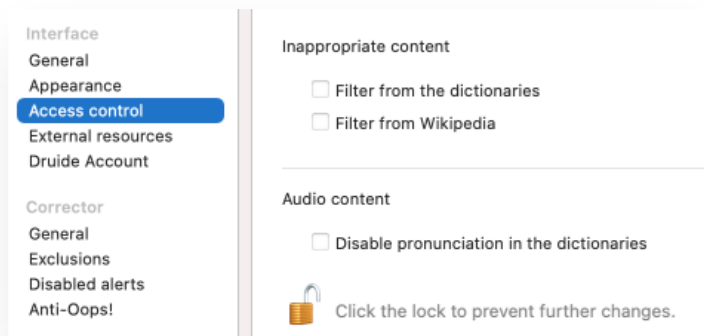 Interface
General
Appearance
Access control
External resources
Druide Account
Corrector
General
Exclusions
Disabled alerts
Anti-Oops!
Inappropriate content
Filter from the dictionaries
Filter from Wikipedia
Audio content
Disable pronunciation in the dictionaries
Click the lock to prevent further changes.